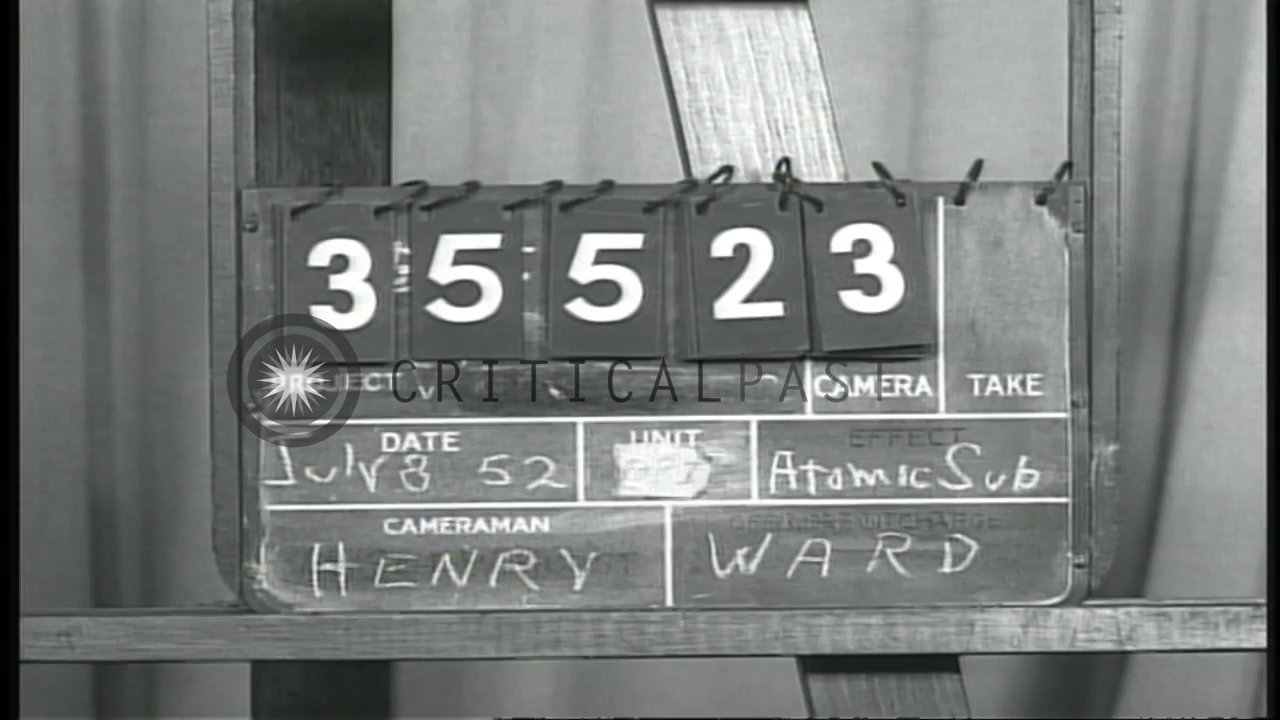 3 5 5 2 3
PROJECT CAMERA TAKE
CRITICALPAST
DATE UNIT EFFECT
July 8 52 Atomic Sub
CAMERAMAN
HENRY WARD